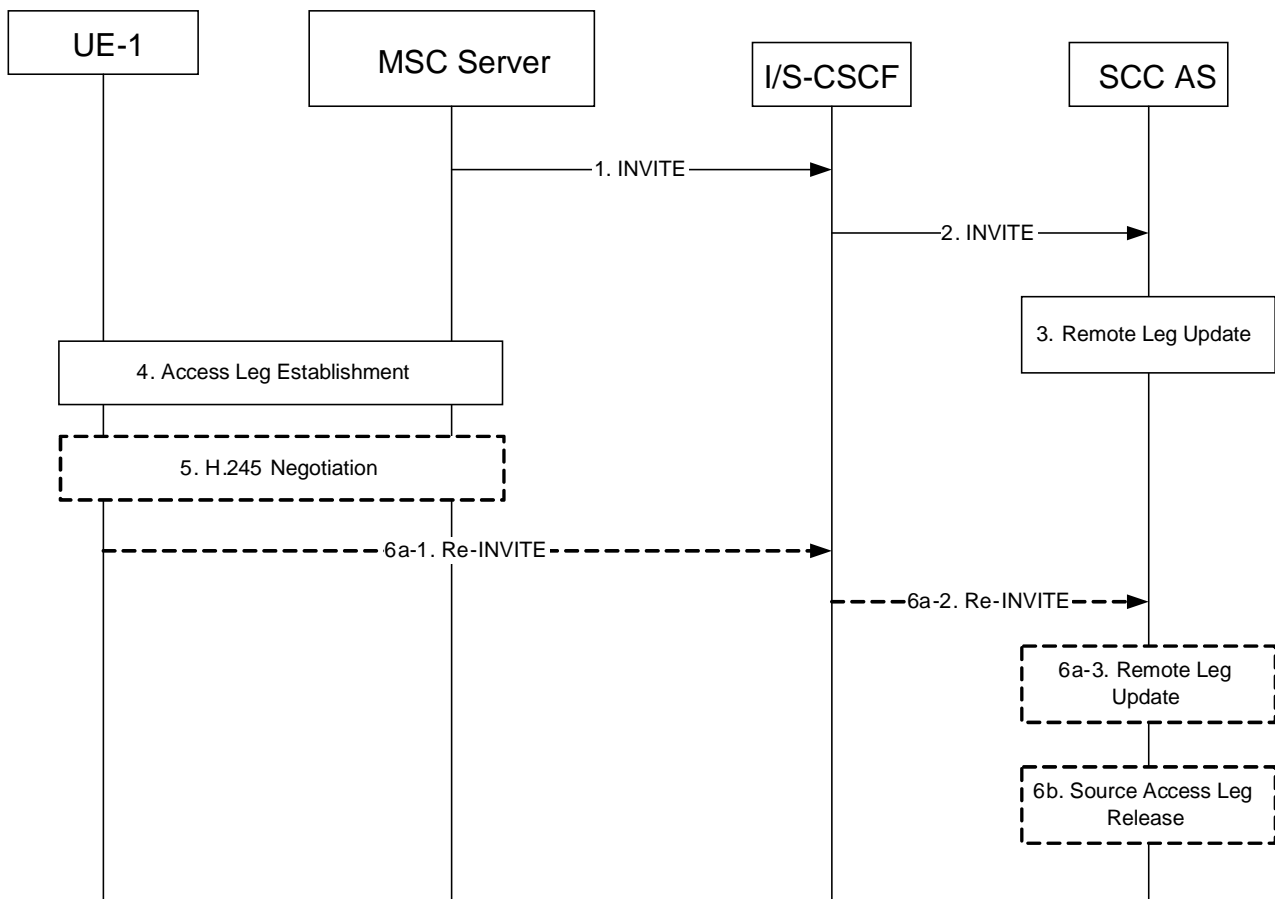 UE-1
MSC Server
I/S-CSCF
SCC AS
1. INVITE
2. INVITE
3. Remote Leg Update
4. Access Leg Establishment
5. H.245 Negotiation
6a-1. Re-INVITE
6a-2. Re-INVITE
6a-3. Remote Leg
Update
6b. Source Access Leg
Release